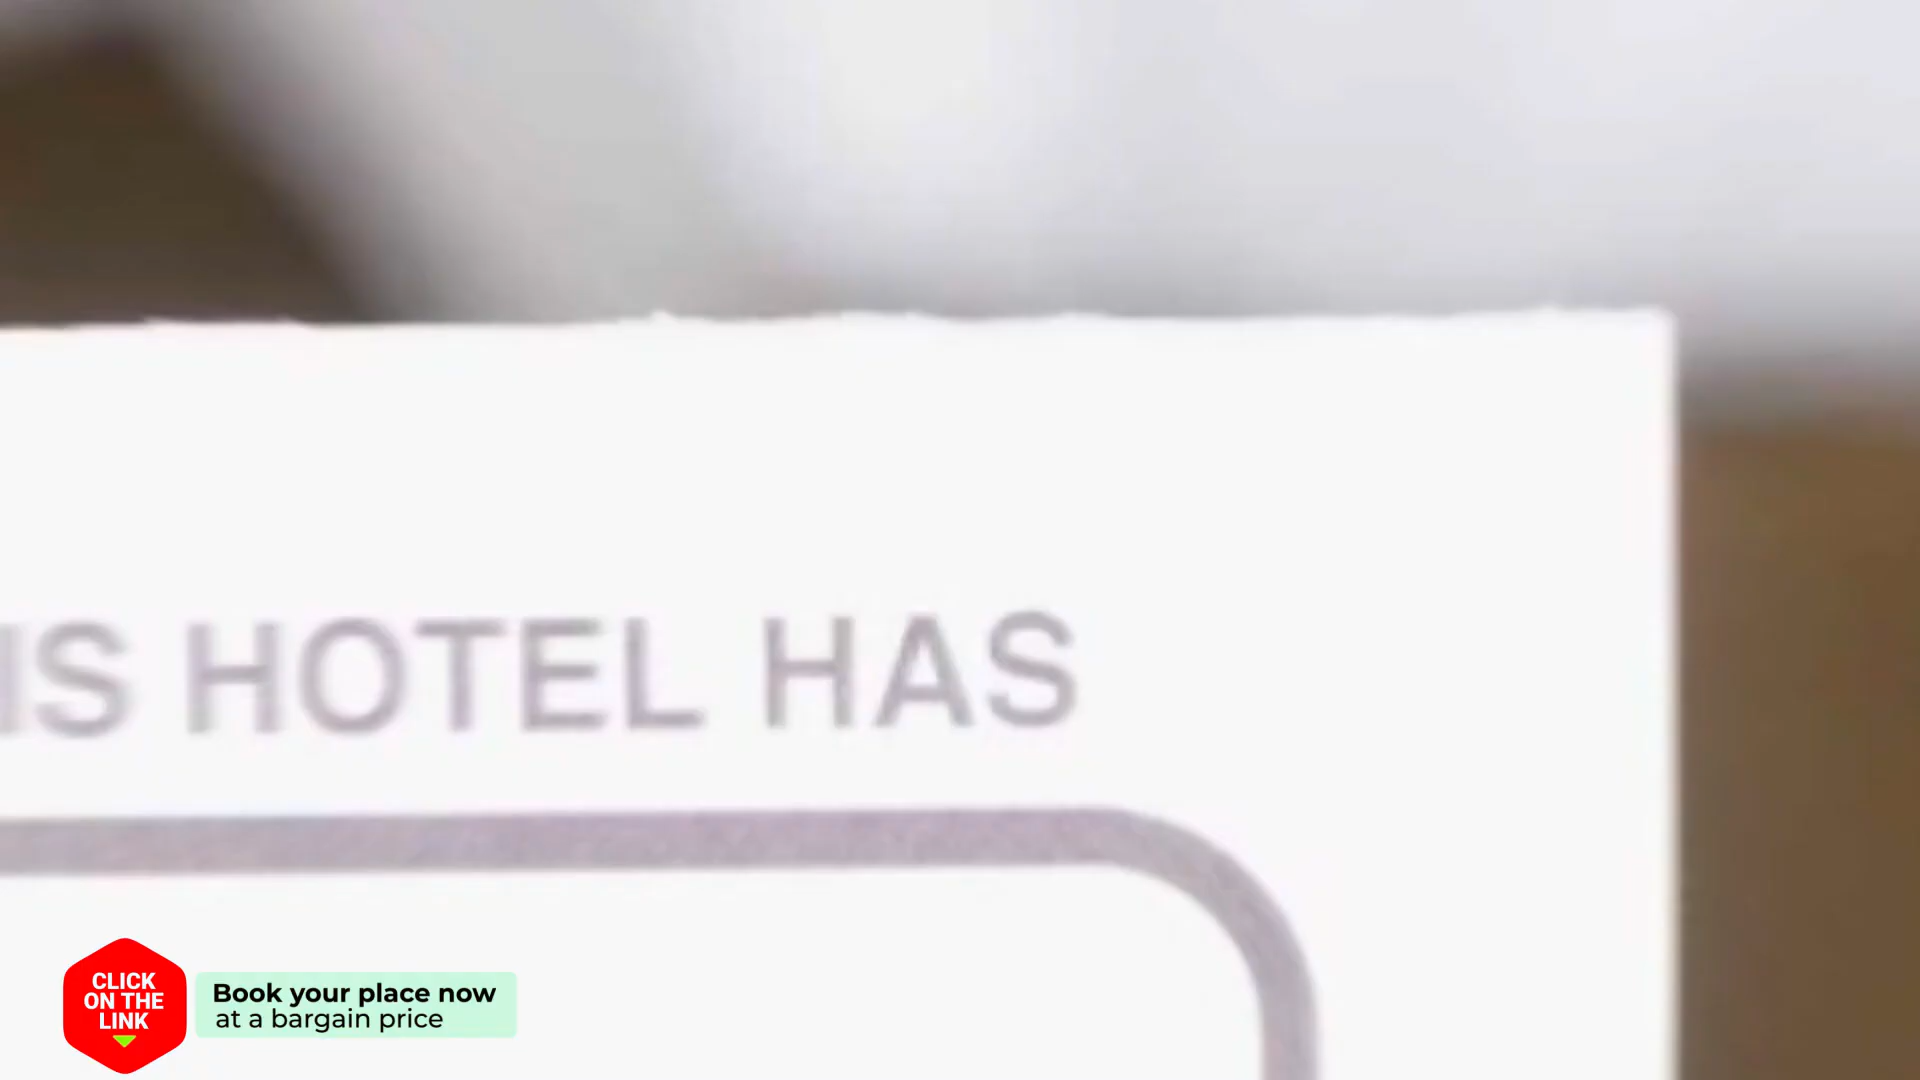 IS HOTEL HAS
CLICK
ON THE
LINK
Book your place now
at a bargain price